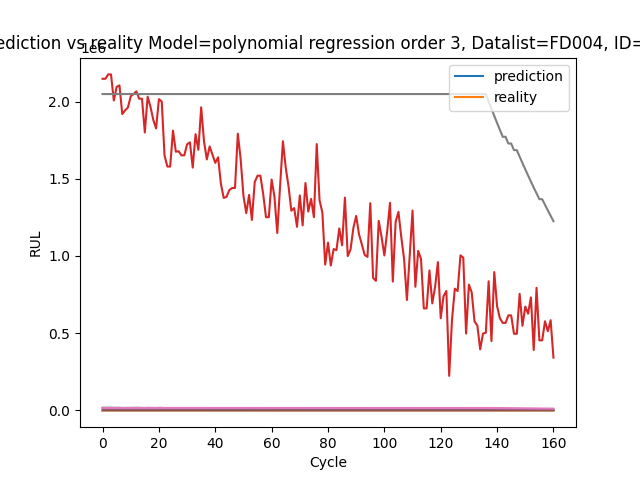 ediction vs reality Model=polynomial regression order 3, Datalist=FD004, ID=
1e6
prediction
reality
2.0
1.5
1.0
0.5
0.0
RUL
0 20 40 60 80 100 120 140 160
Cycle